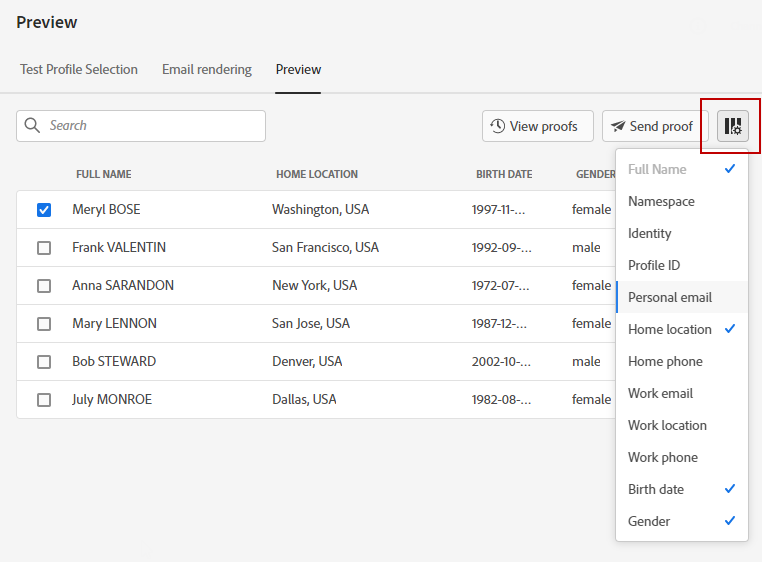 Preview
Test Profile Selection Email rendering Preview
Search View proofs Send proof
FULL NAME HOME LOCATION BIRTH DATE GENDER
Meryl BOSE Washington, USA 1997-11-... female
Frank VALENTIN San Francisco, USA 1992-09-... male
Anna SARANDON New York, USA 1972-07-... female
Mary LENNON San Jose, USA 1987-12-... female
Bob STEWARD Denver, USA 2002-10-... male
July MONROE Dallas, USA 1982-08-... female
Full Name
Namespace
Identity
Profile ID
Personal email
Home location
Home phone
Work email
Work location
Work phone
Birth date
Gender